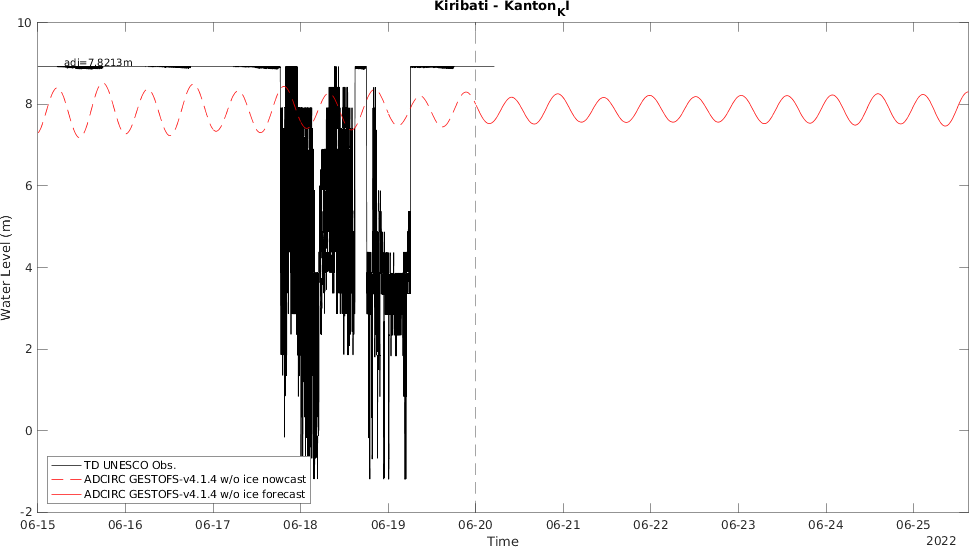 Kiribati - Kanton_KI
10
adj=7.8213m
8
6
4
2
0
-2
Water Level (m)
TD UNESCO Obs.
ADCIRC GESTOFS-v4.1.4 w/o ice nowcast
ADCIRC GESTOFS-v4.1.4 w/o ice forecast
06-15 06-16 06-17 06-18 06-19 06-20 06-21 06-22 06-23 06-24 06-25
Time
2022